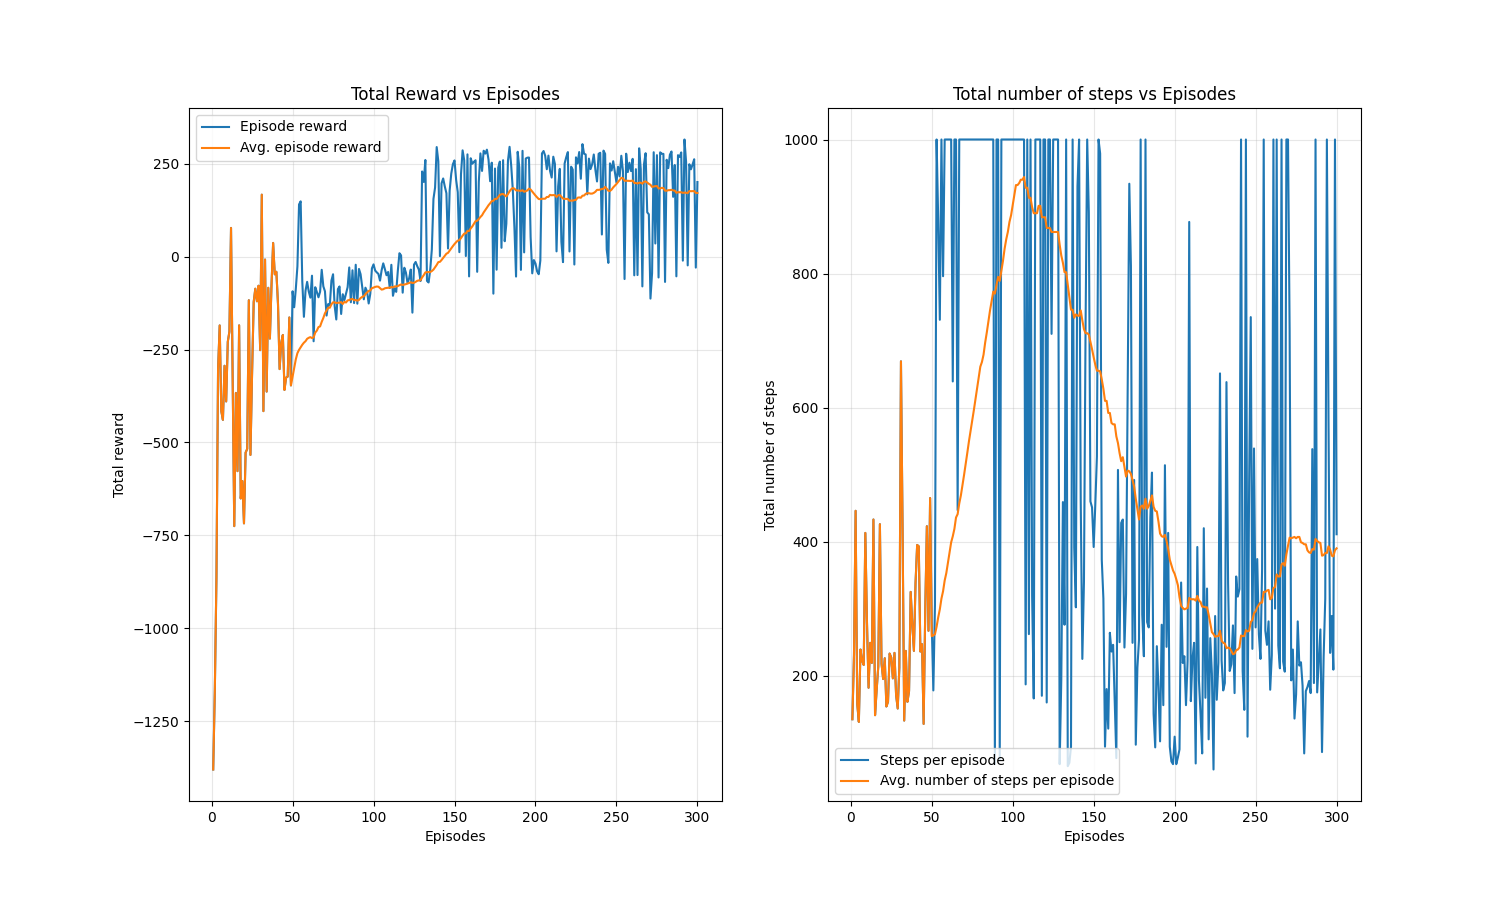 Total Reward vs Episodes
Episode reward
Avg. episode reward
250
0
−250
−500
−750
−1000
−1250
Total reward
0
50
100
150
200
250
300
Episodes
Total number of steps vs Episodes
1000
800
600
400
200
Total number of steps
Steps per episode
Avg. number of steps per episode
0
50
100
150
200
250
300
Episodes